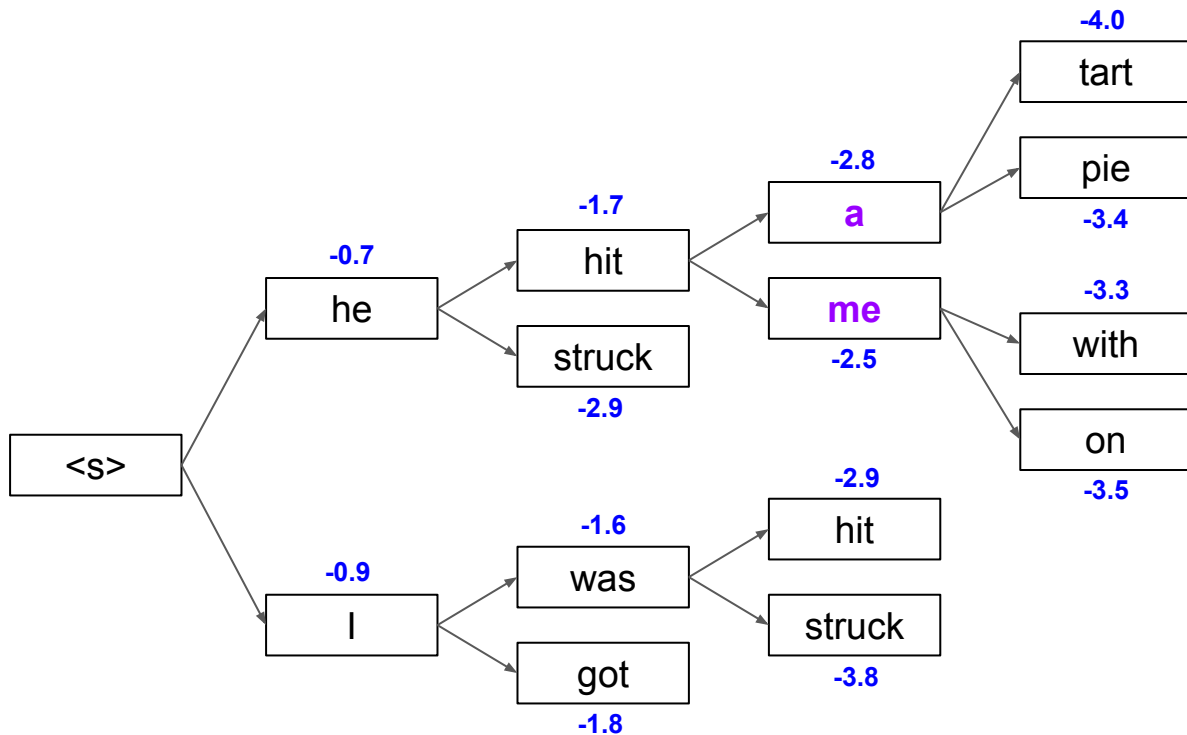 -4.0
tart
-2.8
pie
-1.7
a
-3.4
-0.7
hit
he
me
-3.3
-2.5
with
struck
-2.9
on
<s>
-3.5
-2.9
-1.6
hit
-0.9
was
I
struck
got
-3.8
-1.8